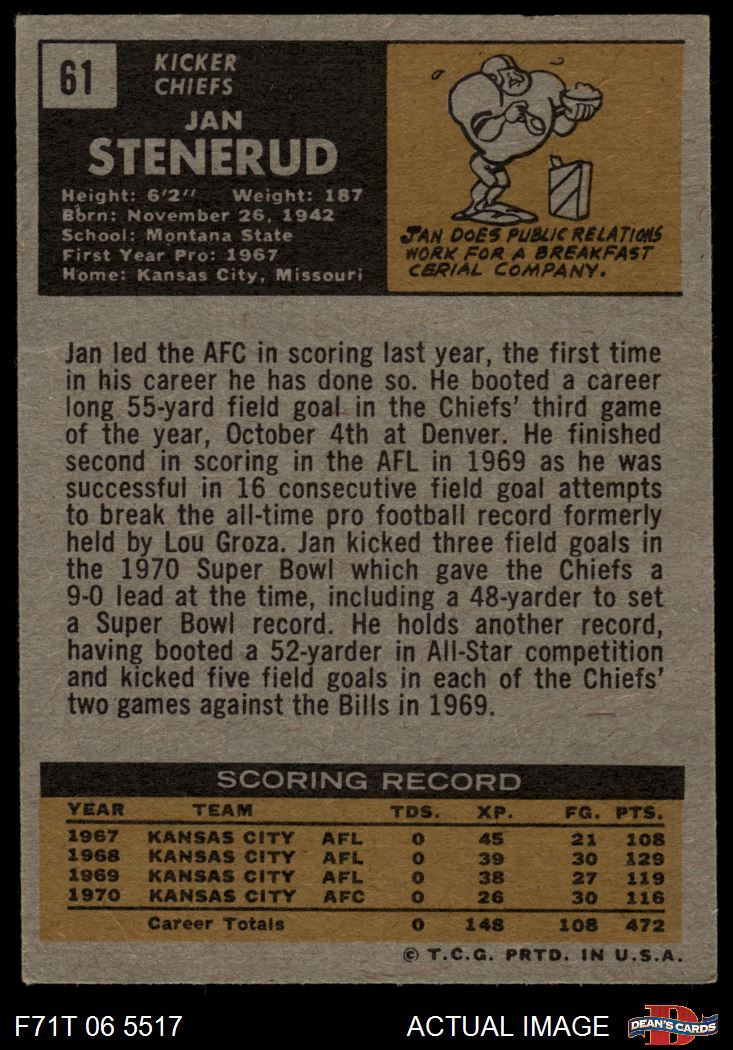 61
KICKER
CHIEFS
JAN
STENERUD
Height: 6'2" Weight: 187
Born: November 26, 1942
School: Montana State
First Year Pro: 1967
Home: Kansas City, Missouri
JAN DOES PUBLIC RELATIONS
WORK FOR A BREAKFAST
CERIAL COMPANY.
Jan led the AFC in scoring last year, the first time
in his career he has done so. He booted a career
long 55-yard field goal in the Chiefs' third game
of the year, October 4th at Denver. He finished
second in scoring in the AFL in 1969 as he was
successful in 16 consecutive field goal attempts
to break the all-time pro football record formerly
held by Lou Groza. Jan kicked three field goals in
the 1970 Super Bowl which gave the Chiefs a
9-0 lead at the time, including a 48-yarder to set
a Super Bowl record. He holds another record,
having booted a 52-yarder in All-Star competition
and kicked five field goals in each of the Chiefs'
two games against the Bills in 1969.
SCORING RECORD
YEAR TEAM TDS. XP. FG. PTS.
1967 KANSAS CITY AFL 0 45 21 108
1968 KANSAS CITY AFL 0 39 30 129
1969 KANSAS CITY AFL 0 38 27 119
1970 KANSAS CITY AFC 0 26 30 116
Career Totals 0 148 108 472
© T.C.G. PRTD. IN U.S.A.
F71T 06 5517 ACTUAL IMAGE D DEAN'S CARDS